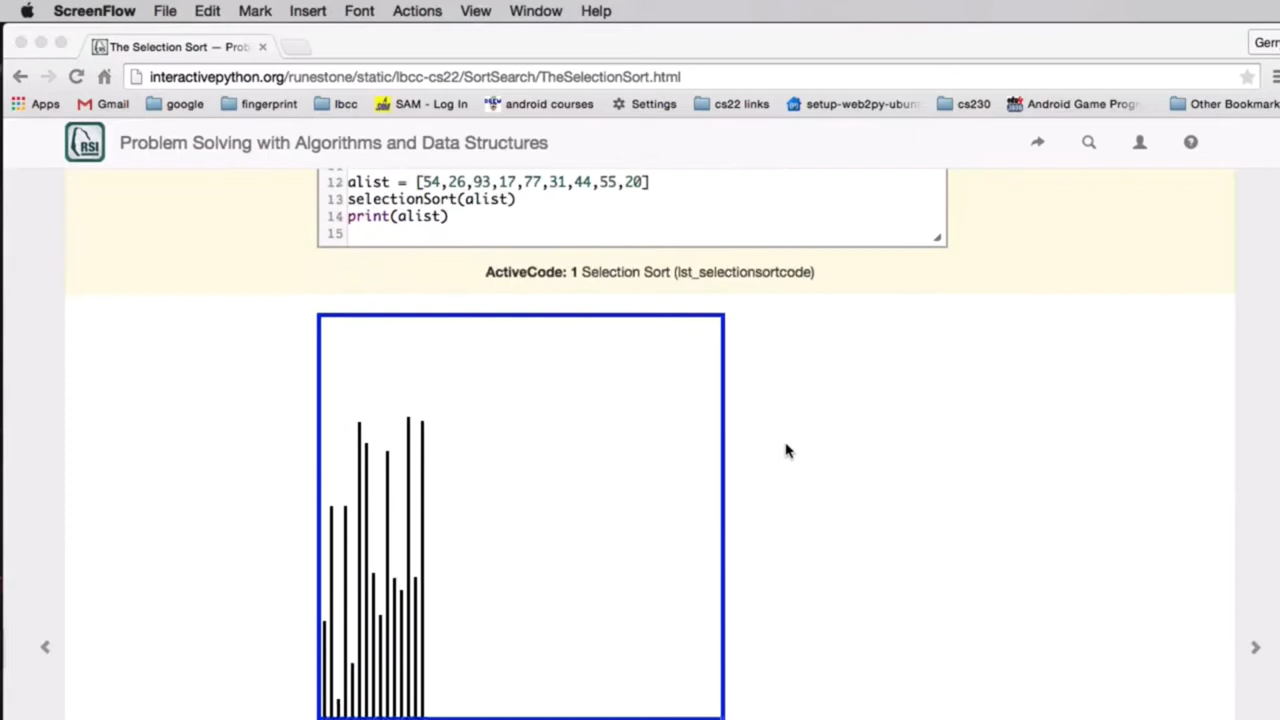 ScreenFlow File Edit Mark Insert Font Actions View Window Help
The Selection Sort — Prob
Gerr
interactivepython.org/runestone/static/lbcc-cs22/SortSearch/TheSelectionSort.html
Apps Gmail google fingerprint lbcc SAM - Log In android courses Settings cs22 links setup-web2py-ubun cs230 Android Game Prog Other Bookmark
RSI Problem Solving with Algorithms and Data Structures
12 alist = [54,26,93,17,77,31,44,55,20]
13 selectionSort(alist)
14 print(alist)
15
ActiveCode: 1 Selection Sort (lst_selectionsortcode)